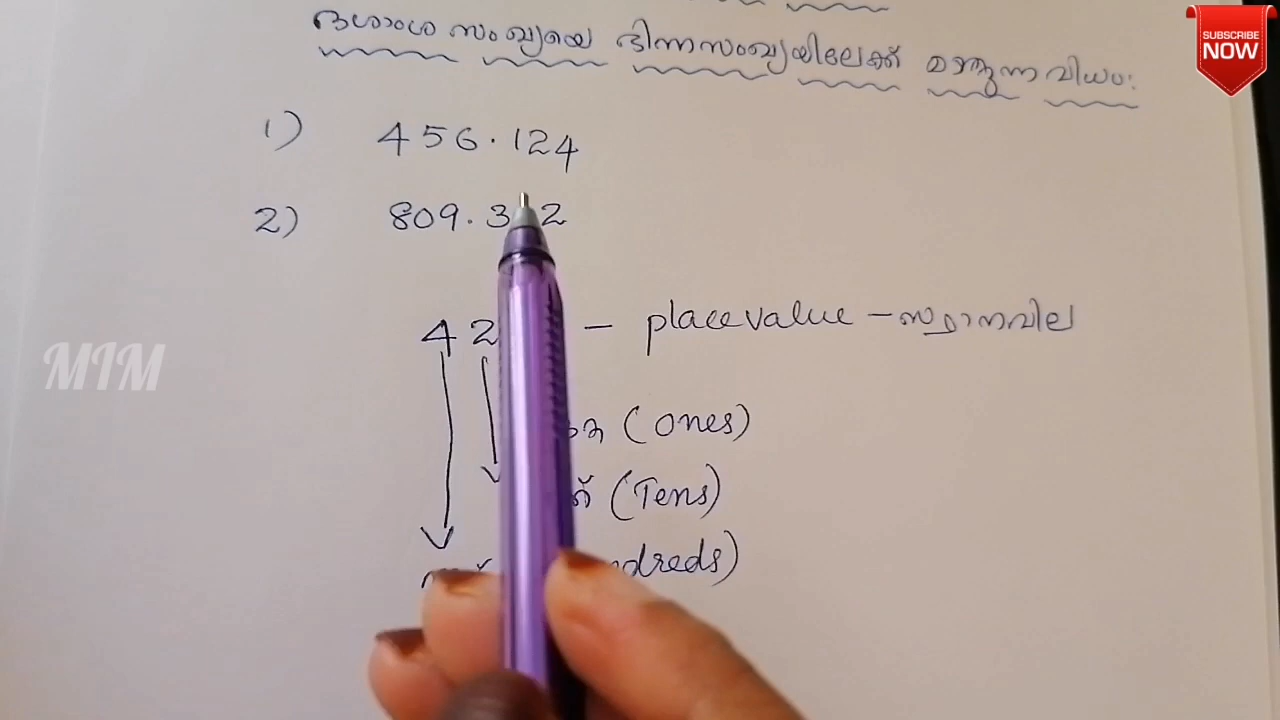 ദശാംശ സംഖ്യയെ ഭിന്നസംഖ്യയിലേക്ക് മാറ്റുന്ന വിധം:
SUBSCRIBE NOW
1) 456.124
2) 809.3 2
42 - place value - സ്ഥാനവില
MIM
(Ones)
(Tens)